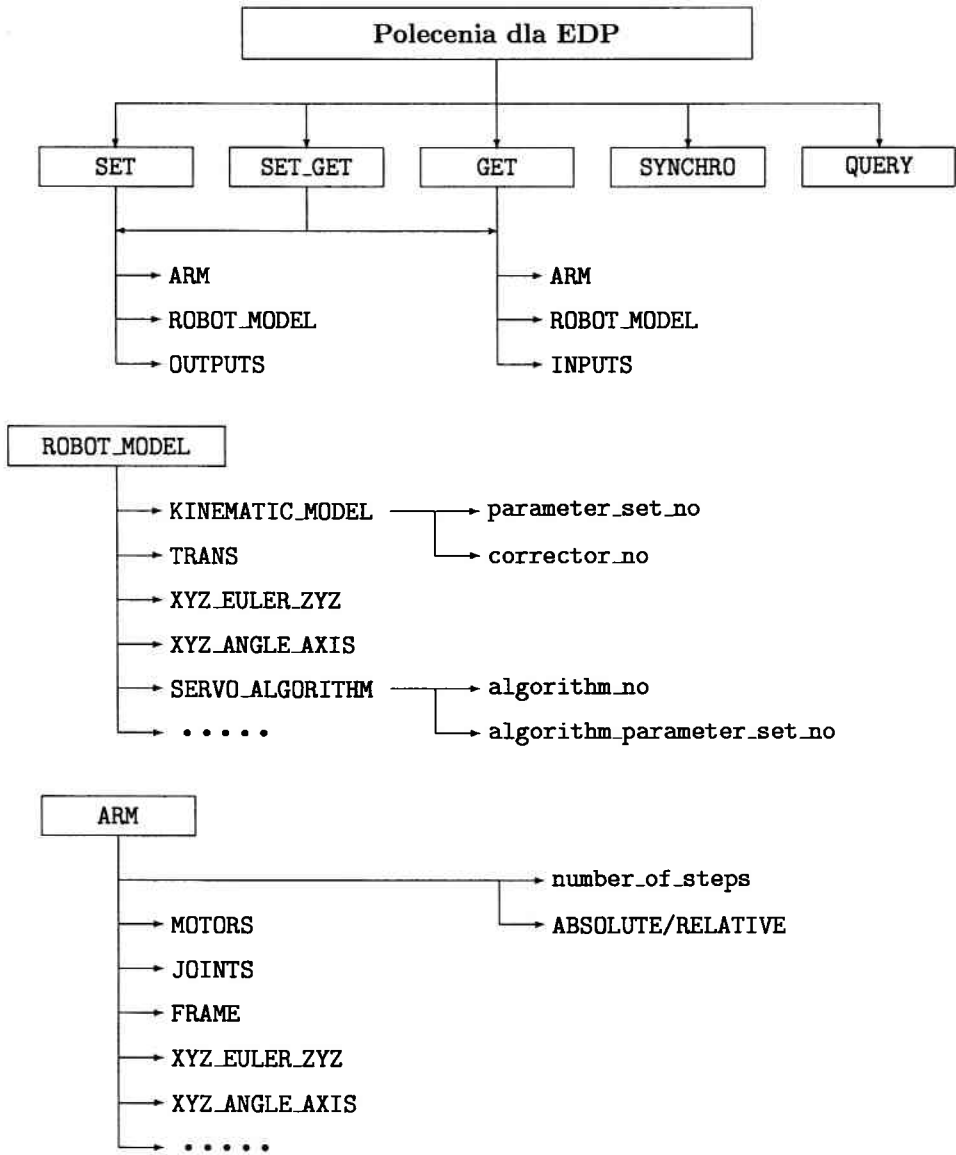 Polecenia dla EDP
SET SET_GET GET SYNCHRO QUERY
ARM ARM
ROBOT_MODEL ROBOT_MODEL
OUTPUTS INPUTS
ROBOT_MODEL
KINEMATIC_MODEL parameter_set_no
TRANS corrector_no
XYZ_EULER_ZYZ
XYZ_ANGLE_AXIS
SERVO_ALGORITHM algorithm_no
• • • • • algorithm_parameter_set_no
ARM
number_of_steps
MOTORS ABSOLUTE/RELATIVE
JOINTS
FRAME
XYZ_EULER_ZYZ
XYZ_ANGLE_AXIS
• • • • •